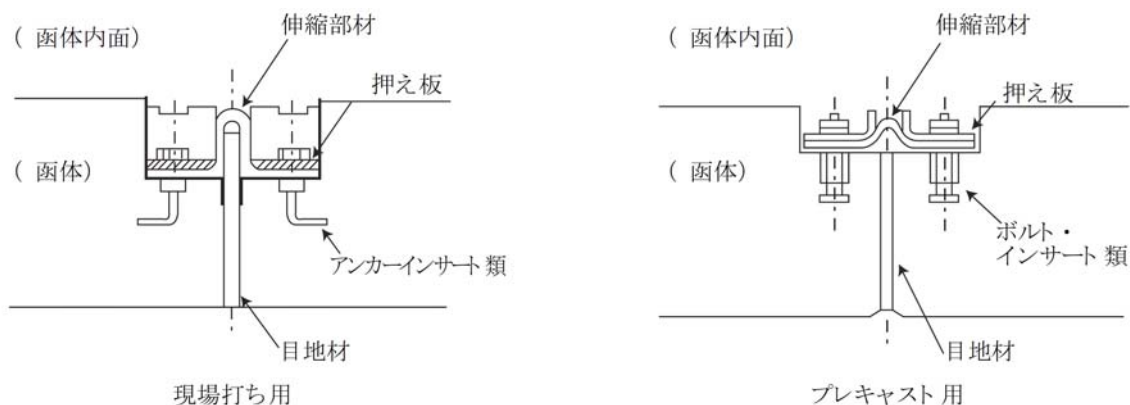 ( 函体内面)
伸縮部材
押え板
( 函体)
アンカーインサート類
目地材
現場打ち用
( 函体内面)
伸縮部材
押え板
( 函体)
ボルト・
インサート類
目地材
プレキャスト用